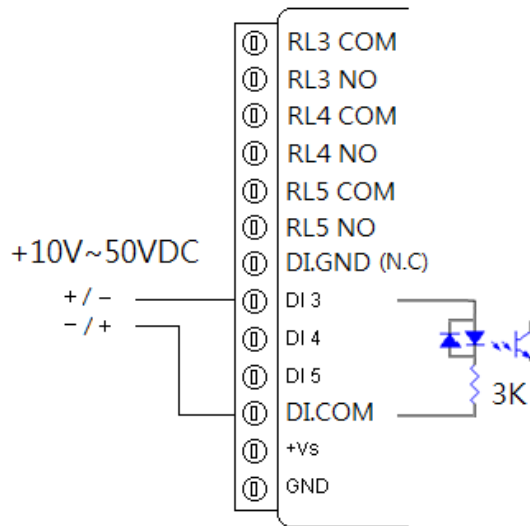 RL3 COM
RL3 NO
RL4 COM
RL4 NO
RL5 COM
RL5 NO
+10V~50VDC
DI.GND (N.C)
+ / −
DI 3
− / +
DI 4
DI 5
3K
DI.COM
+Vs
GND